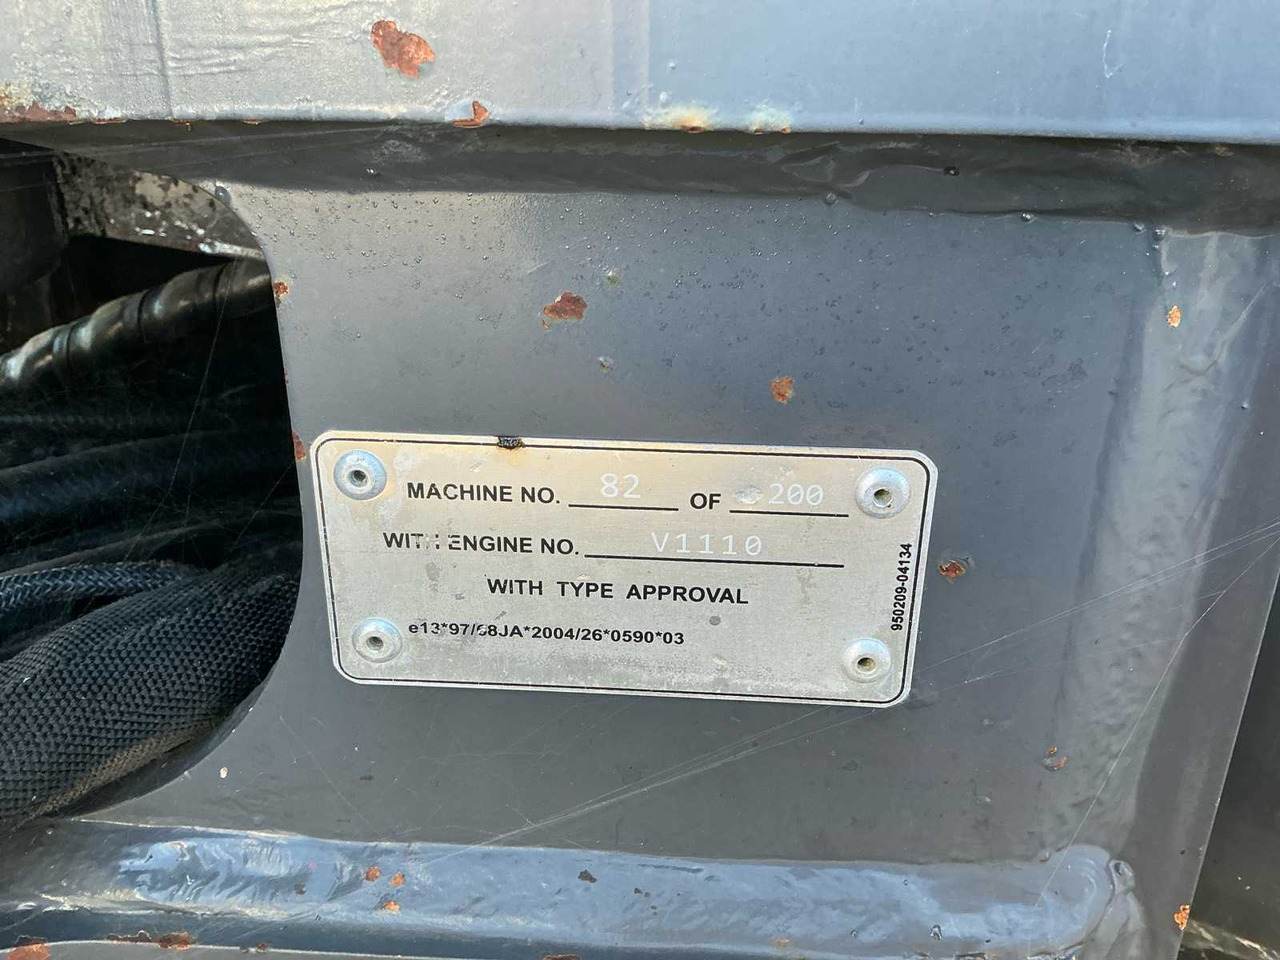 MACHINE NO. 82 OF 200
WITH ENGINE NO. V1110
WITH TYPE APPROVAL
e13*97/68JA*2004/26*0590*03
950209-04134